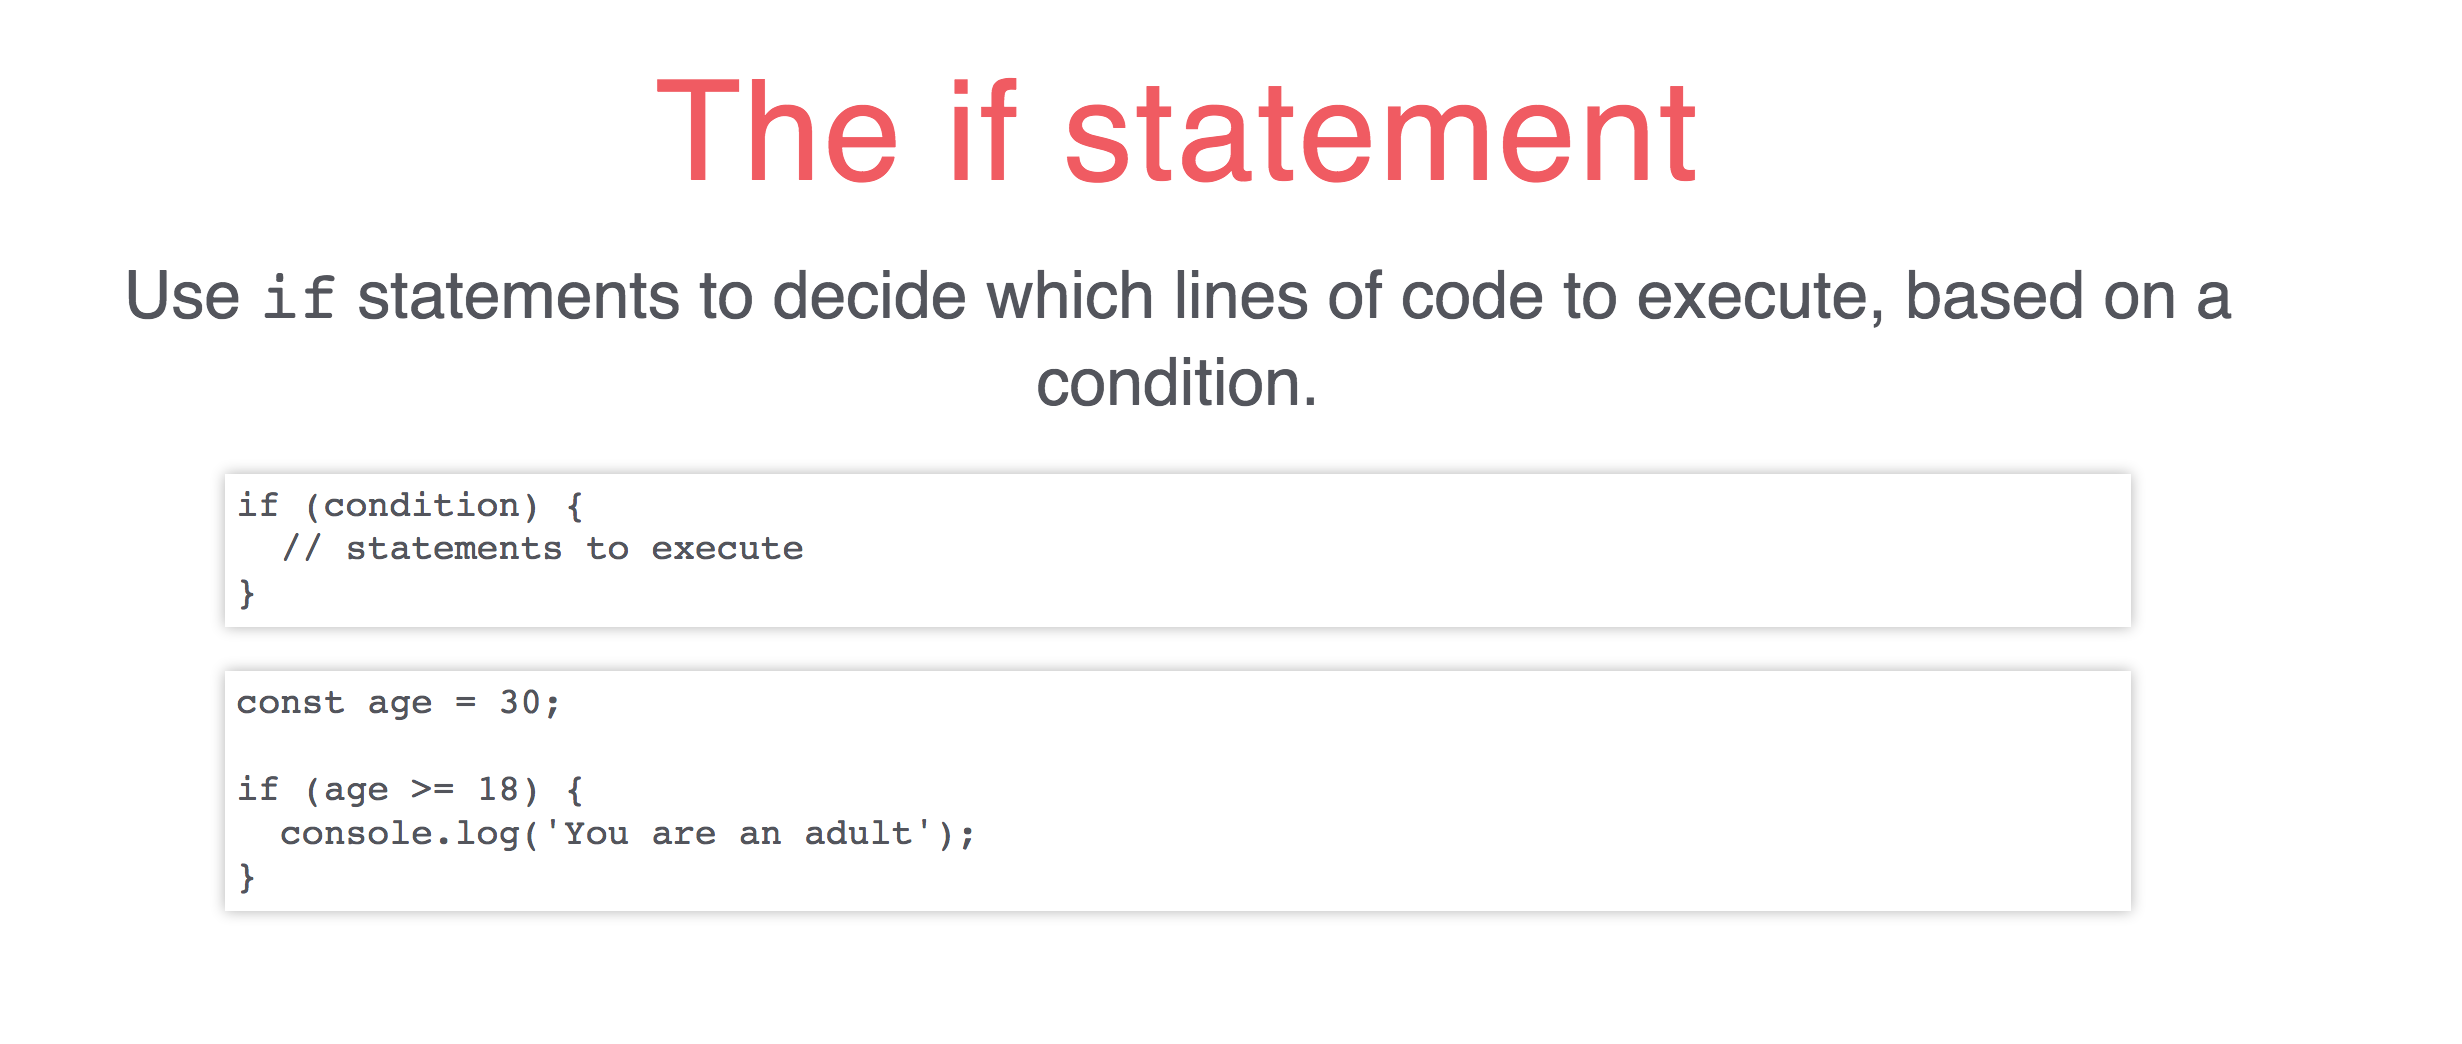 The if statement
Use if statements to decide which lines of code to execute, based on a
condition.
if (condition) {
  // statements to execute
}
const age = 30;

if (age >= 18) {
  console.log('You are an adult');
}